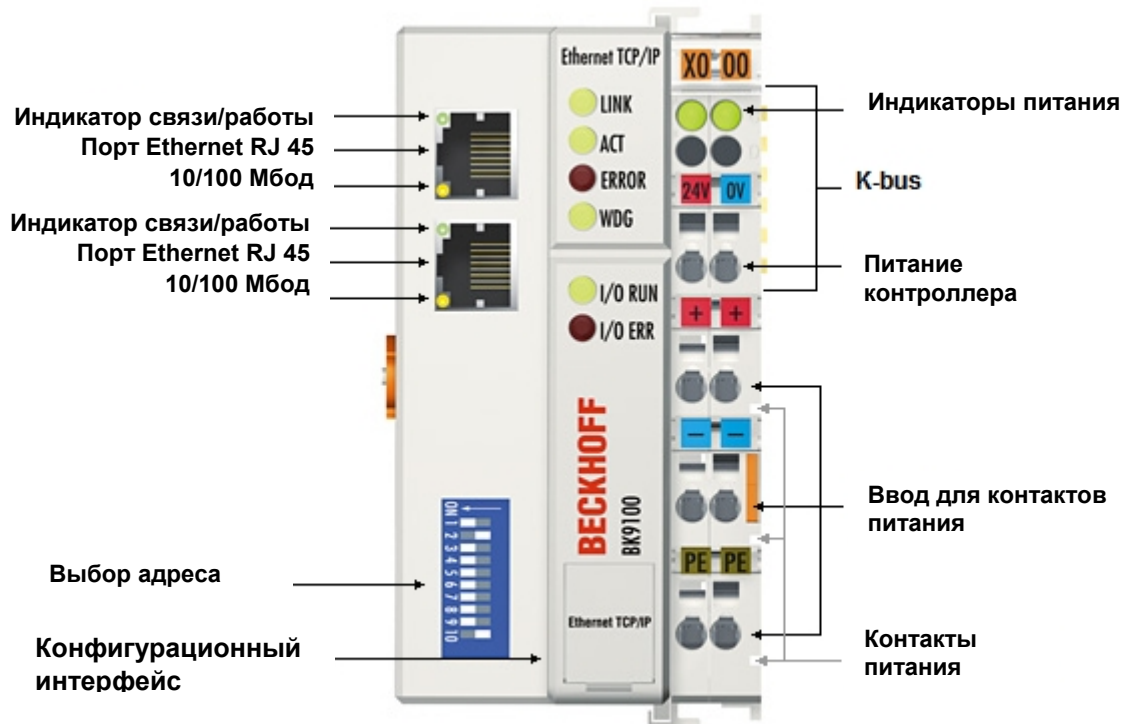 Индикатор связи/работы
Порт Ethernet RJ 45
10/100 Мбод
Индикатор связи/работы
Порт Ethernet RJ 45
10/100 Мбод
Выбор адреса
Конфигурационный
интерфейс
Ethernet TCP/IP
LINK
ACT
ERROR
WDG
I/O RUN
I/O ERR
BECKHOFF
BK9100
Ethernet TCP/IP
ON
1
2
3
4
5
6
7
8
9
10
X0 00
24V 0V
+ +
− −
PE PE
Индикаторы питания
K-bus
Питание
контроллера
Ввод для контактов
питания
Контакты
питания